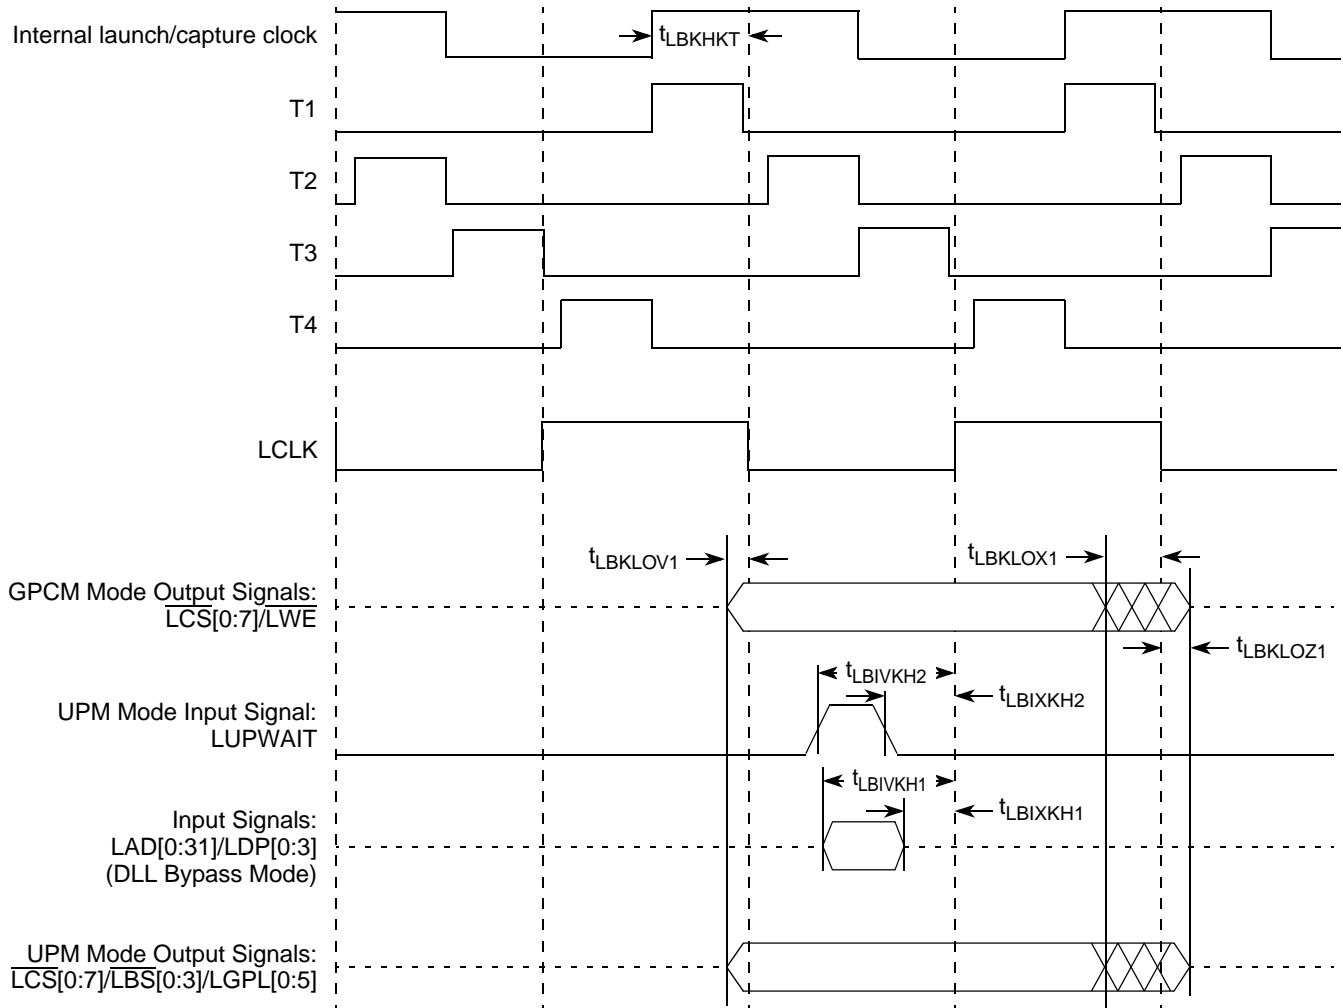 Internal launch/capture clock
tLBKHKT
T1
T2
T3
T4
LCLK
tLBKLOV1
tLBKLOX1
GPCM Mode Output Signals:
LCS[0:7]/LWE
tLBKLOZ1
tLBIVKH2
tLBIXKH2
UPM Mode Input Signal:
LUPWAIT
tLBIVKH1
tLBIXKH1
Input Signals:
LAD[0:31]/LDP[0:3]
(DLL Bypass Mode)
UPM Mode Output Signals:
LCS[0:7]/LBS[0:3]/LGPL[0:5]